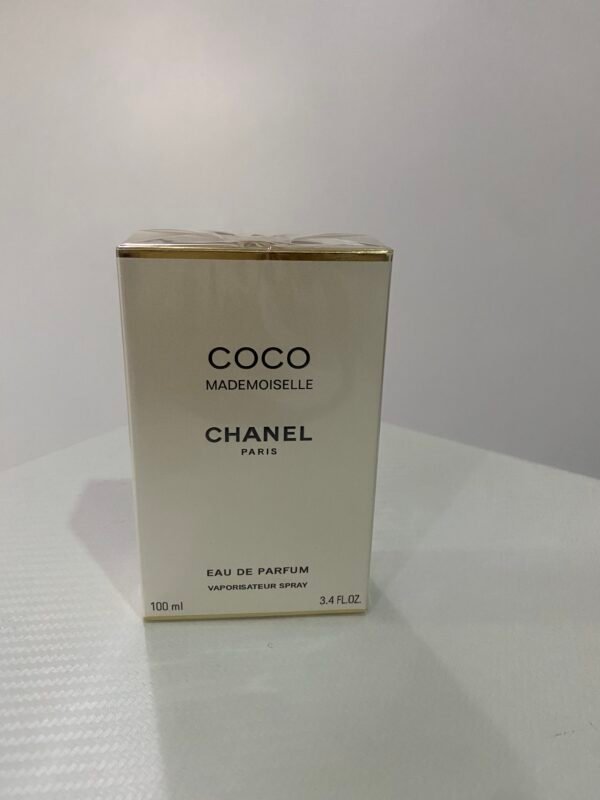 COCO
MADEMOISELLE
CHANEL
PARIS
EAU DE PARFUM
VAPORISATEUR SPRAY
100 ml 3.4 FL.OZ.